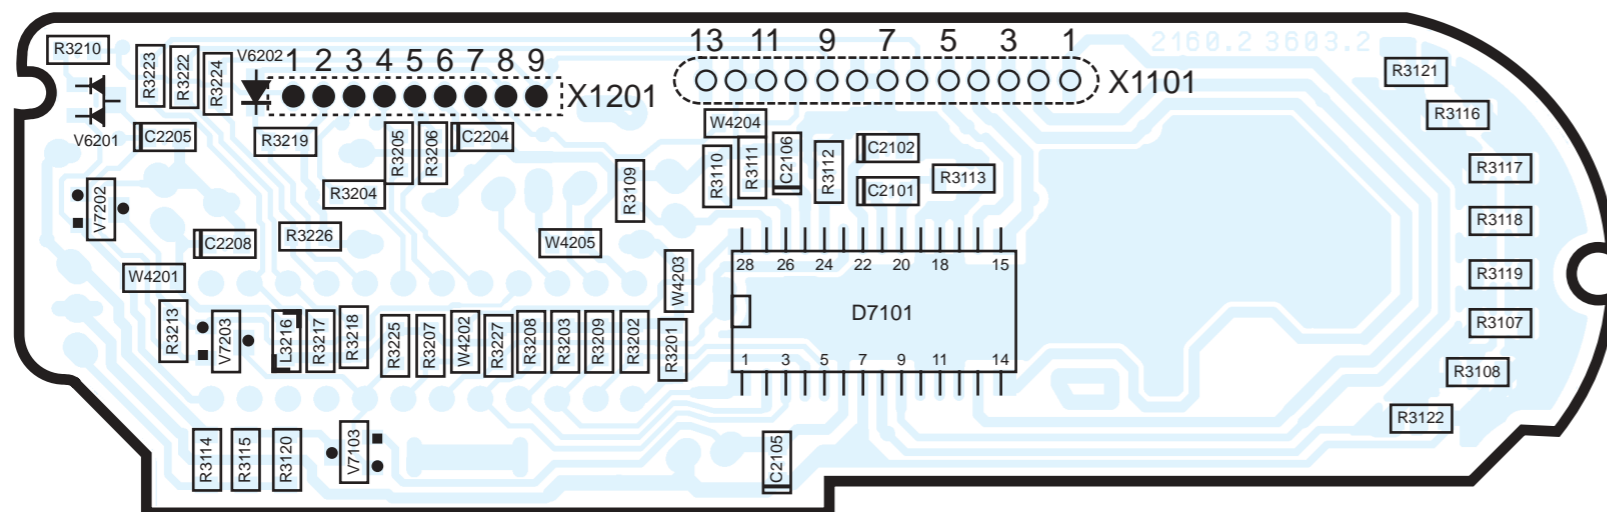 2160.2 3603.2
R3210
R3223
R3222
R3224
V6202
1 2 3 4 5 6 7 8 9
X1201
13 11 9 7 5 3 1
X1101
R3121
R3116
V6201
C2205
R3219
R3205
R3206
C2204
W4204
R3110
R3111
C2106
R3112
C2102
C2101
R3113
R3117
R3204
R3109
V7202
C2208
R3226
W4205
R3118
W4201
W4203
28 26 24 22 20 18 15
D7101
1 3 5 7 9 11 14
R3119
R3107
R3213
V7203
L3216
R3217
R3218
R3225
R3207
W4202
R3227
R3208
R3203
R3209
R3202
R3201
R3108
R3122
R3114
R3115
R3120
V7103
C2105